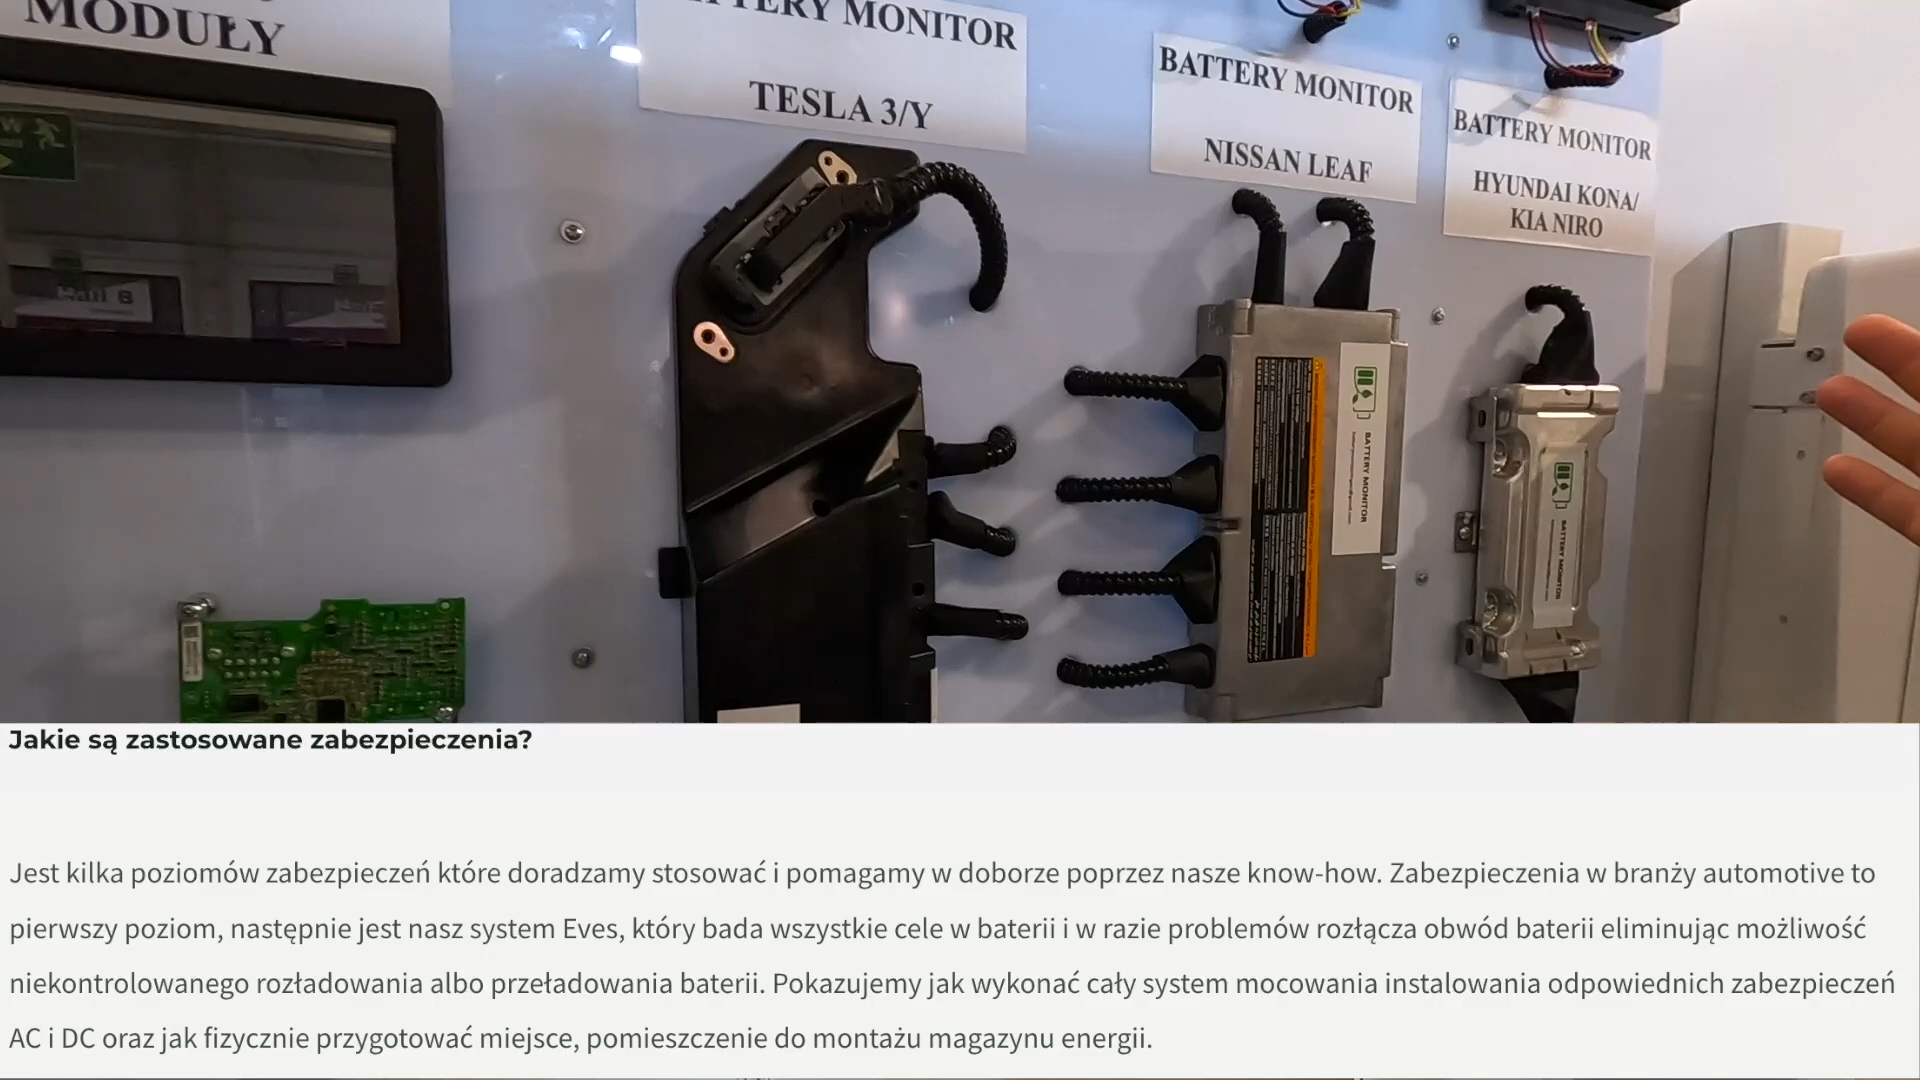 MODUŁY
BATTERY MONITOR
TESLA 3/Y
BATTERY MONITOR
NISSAN LEAF
BATTERY MONITOR
HYUNDAI KONA/
KIA NIRO
Hall B
BATTERY MONITOR
BATTERY MONITOR
Jakie są zastosowane zabezpieczenia?
Jest kilka poziomów zabezpieczeń które doradzamy stosować i pomagamy w doborze poprzez nasze know-how. Zabezpieczenia w branży automotive to
pierwszy poziom, następnie jest nasz system Eves, który bada wszystkie cele w baterii i w razie problemów rozłącza obwód baterii eliminując możliwość
niekontrolowanego rozładowania albo przeładowania baterii. Pokazujemy jak wykonać cały system mocowania instalowania odpowiednich zabezpieczeń
AC i DC oraz jak fizycznie przygotować miejsce, pomieszczenie do montażu magazynu energii.